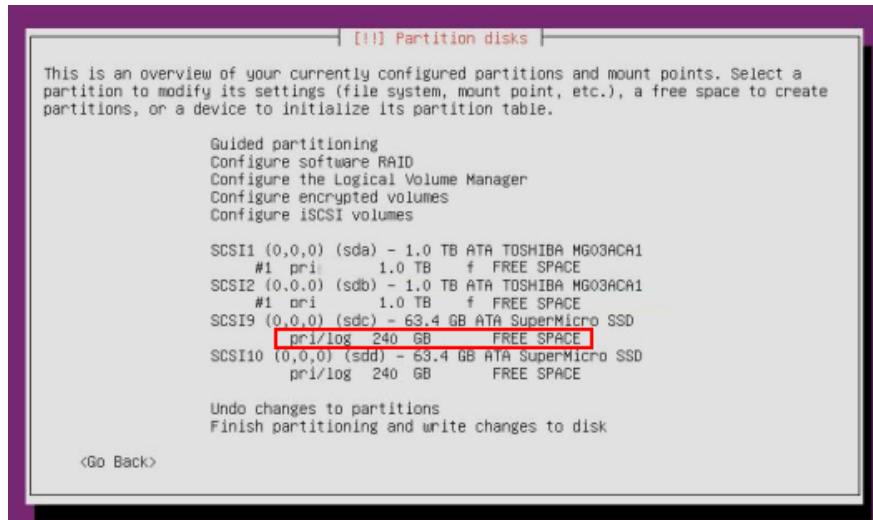 [!!] Partition disks
This is an overview of your currently configured partitions and mount points. Select a
partition to modify its settings (file system, mount point, etc.), a free space to create
partitions, or a device to initialize its partition table.
Guided partitioning
Configure software RAID
Configure the Logical Volume Manager
Configure encrypted volumes
Configure iSCSI volumes
SCSI1 (0,0,0) (sda) - 1.0 TB ATA TOSHIBA MG03ACA1
#1 pri 1.0 TB f FREE SPACE
SCSI2 (0.0.0) (sdb) - 1.0 TB ATA TOSHIBA MG03ACA1
#1 pri 1.0 TB f FREE SPACE
SCSI9 (0,0,0) (sdc) - 63.4 GB ATA SuperMicro SSD
pri/log 240 GB FREE SPACE
SCSI10 (0,0,0) (sdd) - 63.4 GB ATA SuperMicro SSD
pri/log 240 GB FREE SPACE
Undo changes to partitions
Finish partitioning and write changes to disk
<Go Back>